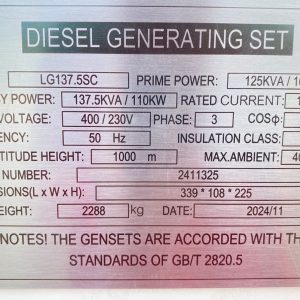 DIESEL GENERATING SET
LG137.5SC PRIME POWER: 125KVA / 10
Y POWER: 137.5KVA / 110KW RATED CURRENT:
VOLTAGE: 400 / 230V PHASE: 3 COSφ:
ENCY: 50 Hz INSULATION CLASS:
TITUDE HEIGHT: 1000 m MAX.AMBIENT: 40
NUMBER: 2411325
SIONS(L x W x H): 339 * 108 * 225
EIGHT: 2288 kg DATE: 2024/11
NOTES! THE GENSETS ARE ACCORDED WITH TH
STANDARDS OF GB/T 2820.5